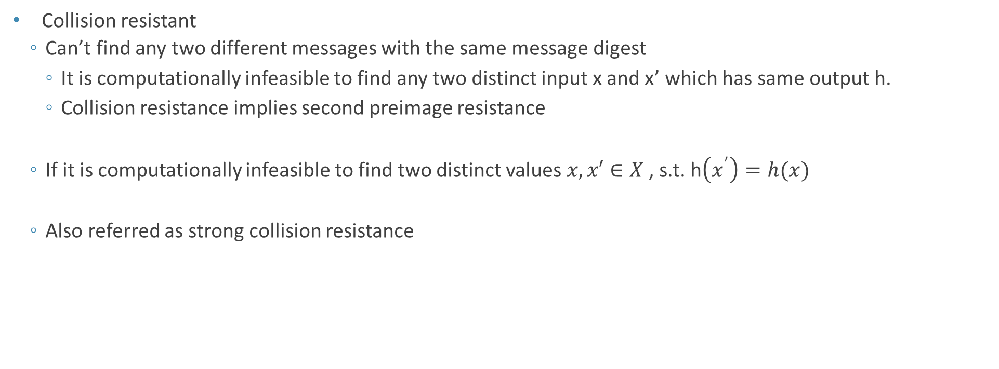 • Collision resistant
◦ Can’t find any two different messages with the same message digest
◦ It is computationally infeasible to find any two distinct input x and x’ which has same output h.
◦ Collision resistance implies second preimage resistance
◦ If it is computationally infeasible to find two distinct values x, x′ ∈ X , s.t. h(x′) = h(x)
◦ Also referred as strong collision resistance